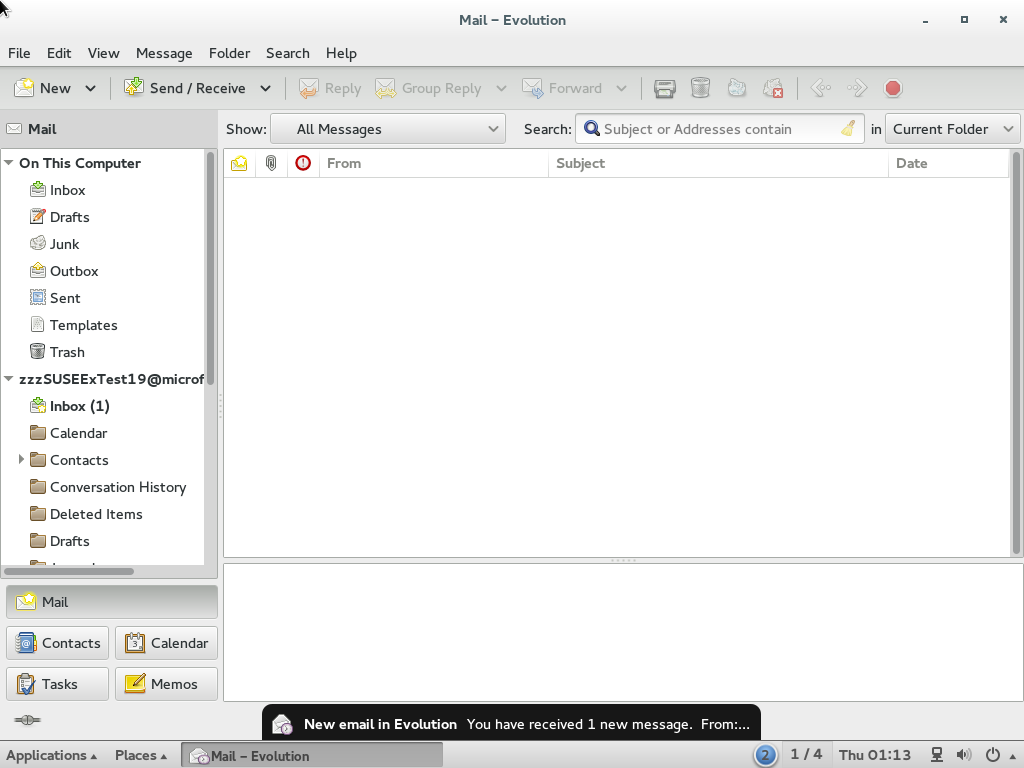 Mail – Evolution
File Edit View Message Folder Search Help
New Send / Receive Reply Group Reply Forward
Mail Show: All Messages Search: Subject or Addresses contain in Current Folder
From Subject Date
On This Computer
Inbox
Drafts
Junk
Outbox
Sent
Templates
Trash
zzzSUSEExTest19@microf
Inbox (1)
Calendar
Contacts
Conversation History
Deleted Items
Drafts
Mail
Contacts Calendar
3
Tasks Memos
New email in Evolution You have received 1 new message. From:...
Applications Places Mail – Evolution 2 1 / 4 Thu 01:13